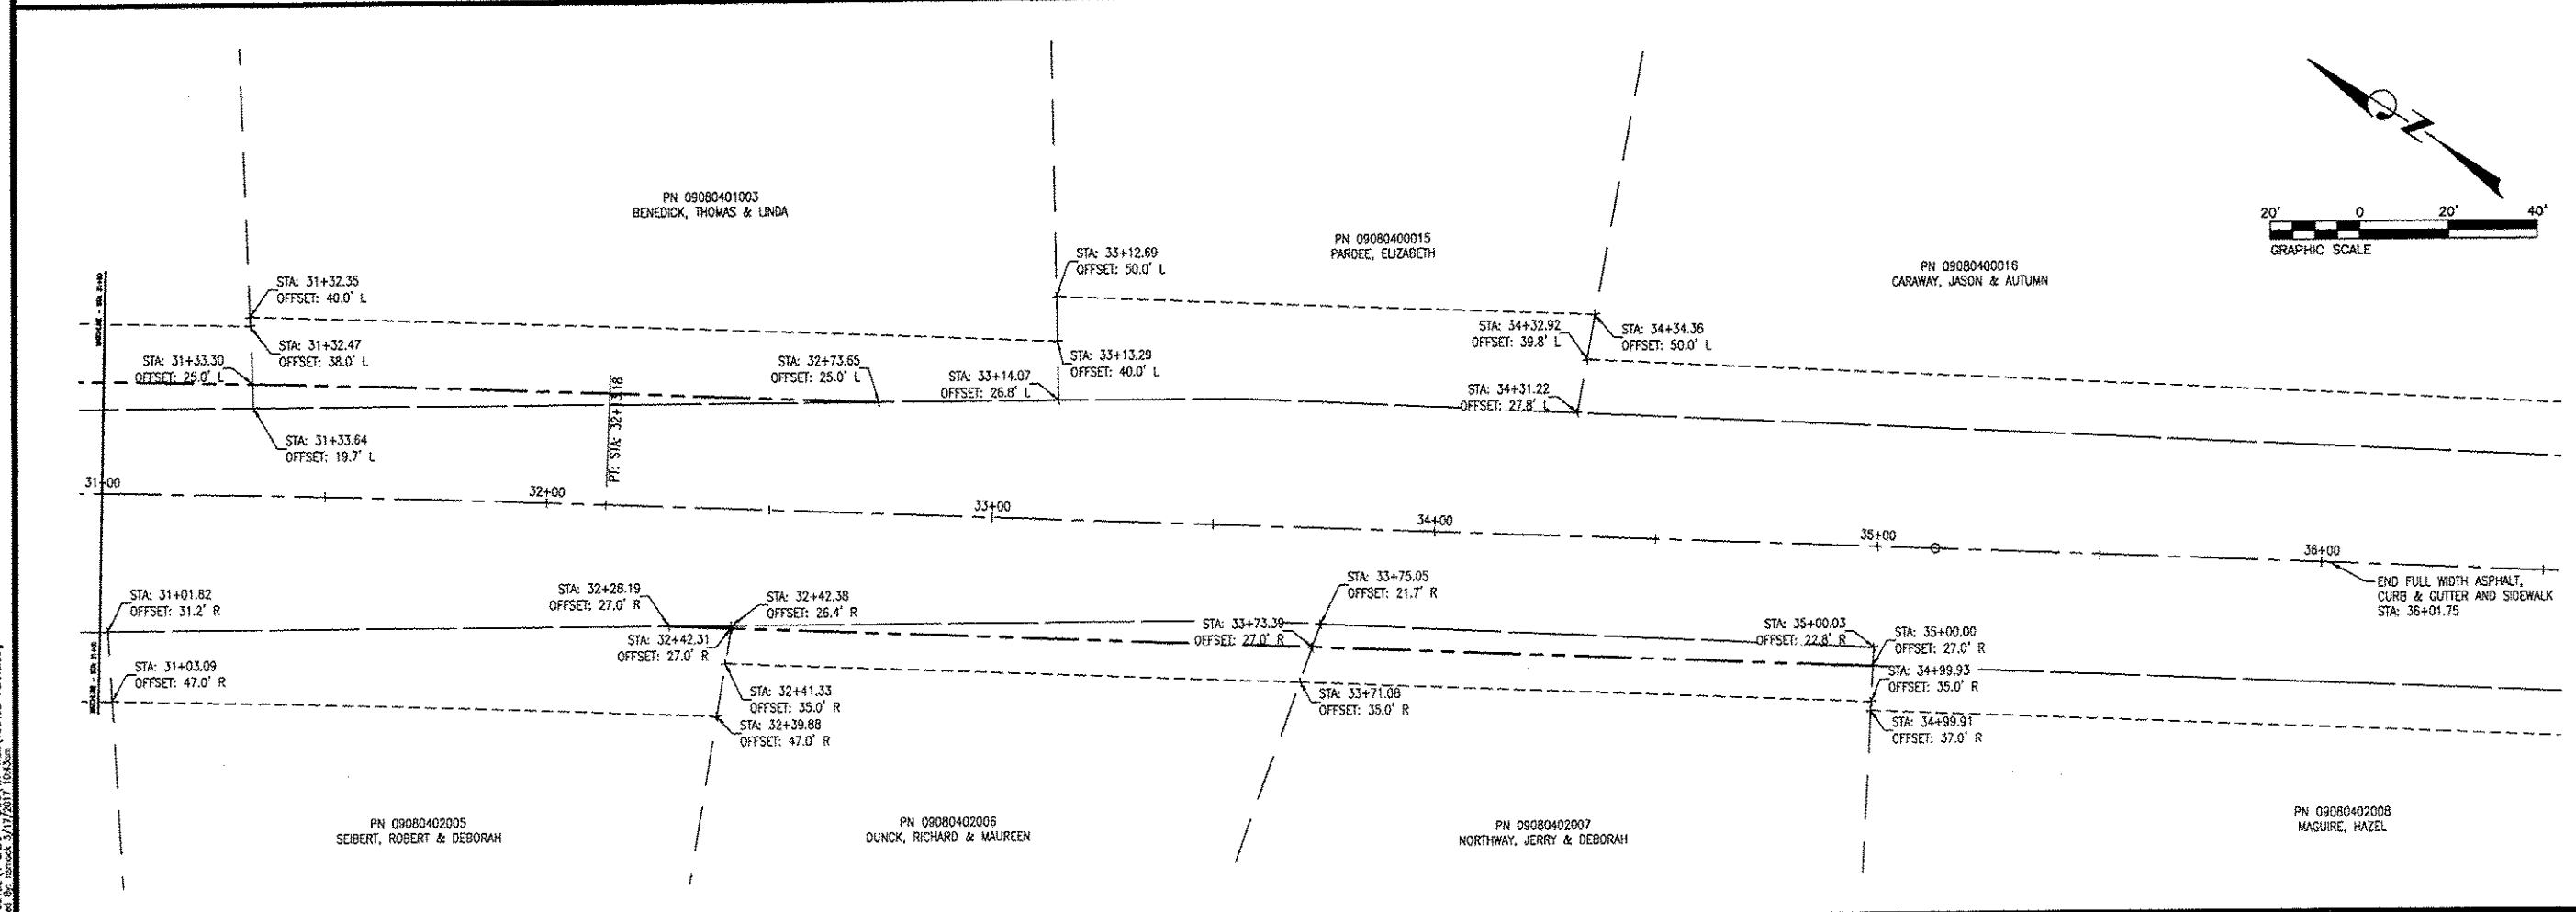 PN 09080401003
BENEDICK, THOMAS & LINDA
PN 09080400015
PARDEE, ELIZABETH
PN 09080400016
CARAWAY, JASON & AUTUMN
N
20' 0 20' 40'
GRAPHIC SCALE
STA: 31+32.35
OFFSET: 40.0' L
STA: 31+32.47
OFFSET: 38.0' L
STA: 31+33.30
OFFSET: 25.0' L
STA: 31+33.64
OFFSET: 19.7' L
PT: STA: 32+13.18
STA: 32+73.65
OFFSET: 25.0' L
STA: 33+12.69
OFFSET: 50.0' L
STA: 33+13.29
OFFSET: 40.0' L
STA: 33+14.07
OFFSET: 26.8' L
STA: 34+32.92
OFFSET: 39.8' L
STA: 34+34.36
OFFSET: 50.0' L
STA: 34+31.22
OFFSET: 27.8' L
31+00
32+00
33+00
34+00
35+00
36+00
END FULL WIDTH ASPHALT,
CURB & GUTTER AND SIDEWALK
STA: 36+01.75
STA: 31+01.82
OFFSET: 31.2' R
STA: 31+03.09
OFFSET: 47.0' R
STA: 32+28.19
OFFSET: 27.0' R
STA: 32+42.38
OFFSET: 26.4' R
STA: 32+42.31
OFFSET: 27.0' R
STA: 32+41.33
OFFSET: 35.0' R
STA: 32+39.88
OFFSET: 47.0' R
STA: 33+75.05
OFFSET: 21.7' R
STA: 33+73.39
OFFSET: 27.0' R
STA: 33+71.08
OFFSET: 35.0' R
STA: 35+00.03
OFFSET: 22.8' R
STA: 35+00.00
OFFSET: 27.0' R
STA: 34+99.93
OFFSET: 35.0' R
STA: 34+99.91
OFFSET: 37.0' R
PN 09080402005
SEIBERT, ROBERT & DEBORAH
PN 09080402006
DUNCK, RICHARD & MAUREEN
PN 09080402007
NORTHWAY, JERRY & DEBORAH
PN 09080402008
MAGUIRE, HAZEL